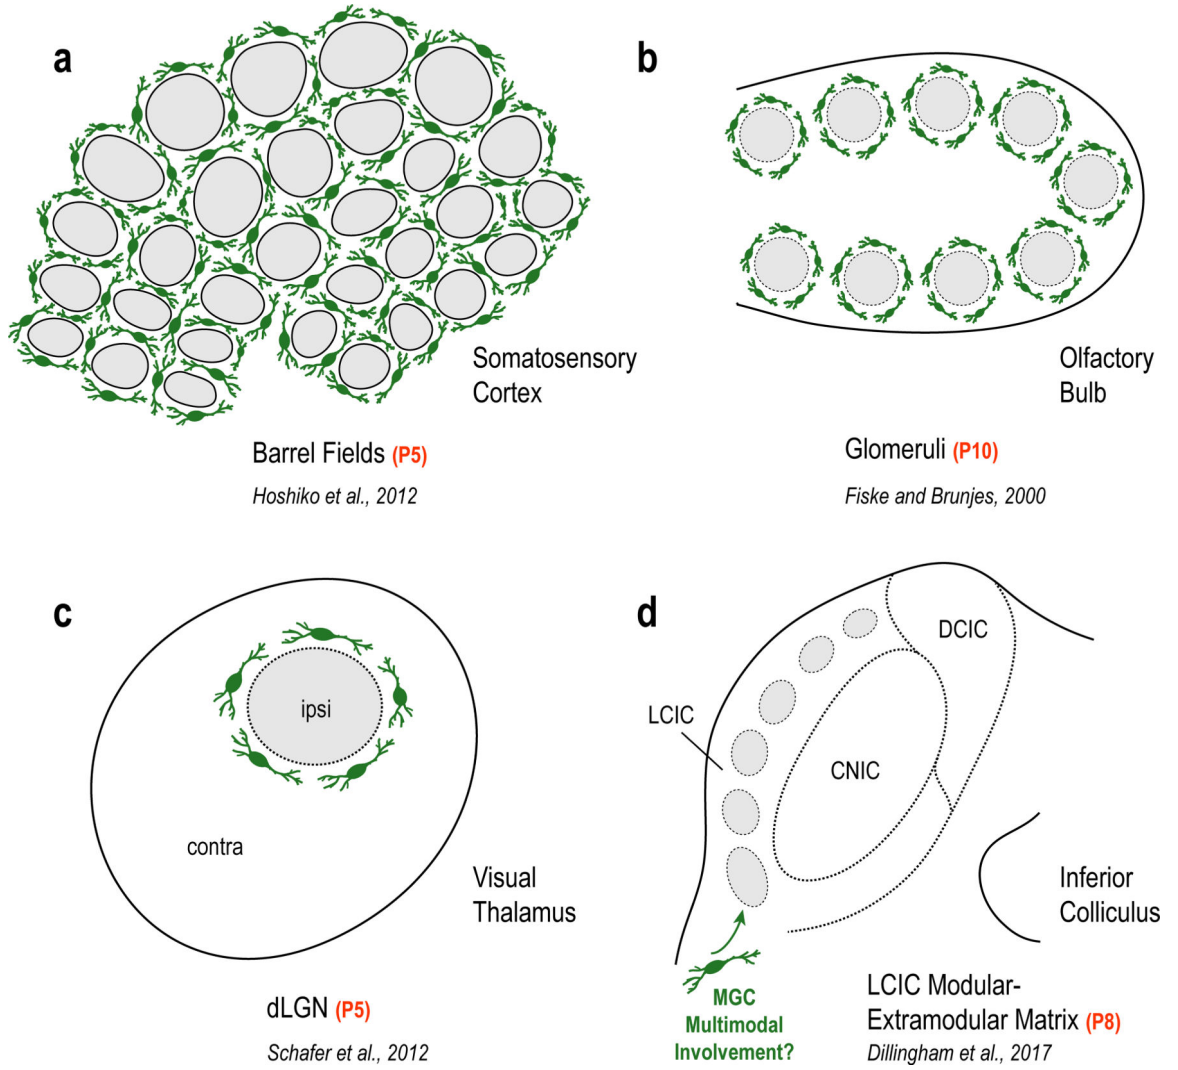 a
Somatosensory
Cortex
Barrel Fields (P5)
Hoshiko et al., 2012
b
Olfactory
Bulb
Glomeruli (P10)
Fiske and Brunjes, 2000
c
ipsi
contra
Visual
Thalamus
dLGN (P5)
Schafer et al., 2012
d
DCIC
LCIC
CNIC
Inferior
Colliculus
MGC
Multimodal
Involvement?
LCIC Modular-
Extramodular Matrix (P8)
Dillingham et al., 2017